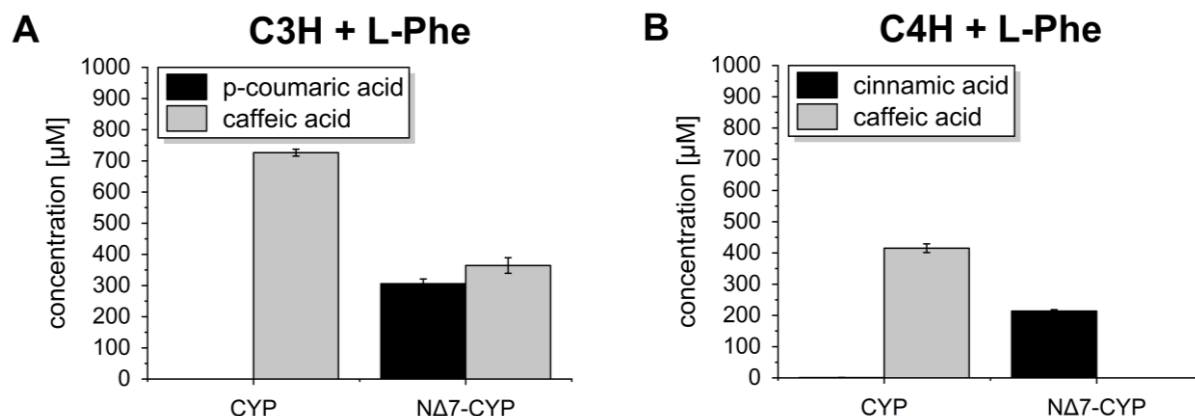 A
C3H + L-Phe
1000
900
800
700
600
500
400
300
200
100
0
concentration [µM]
p-coumaric acid
caffeic acid
CYP
NΔ7-CYP
B
C4H + L-Phe
1000
900
800
700
600
500
400
300
200
100
0
concentration [µM]
cinnamic acid
caffeic acid
CYP
NΔ7-CYP